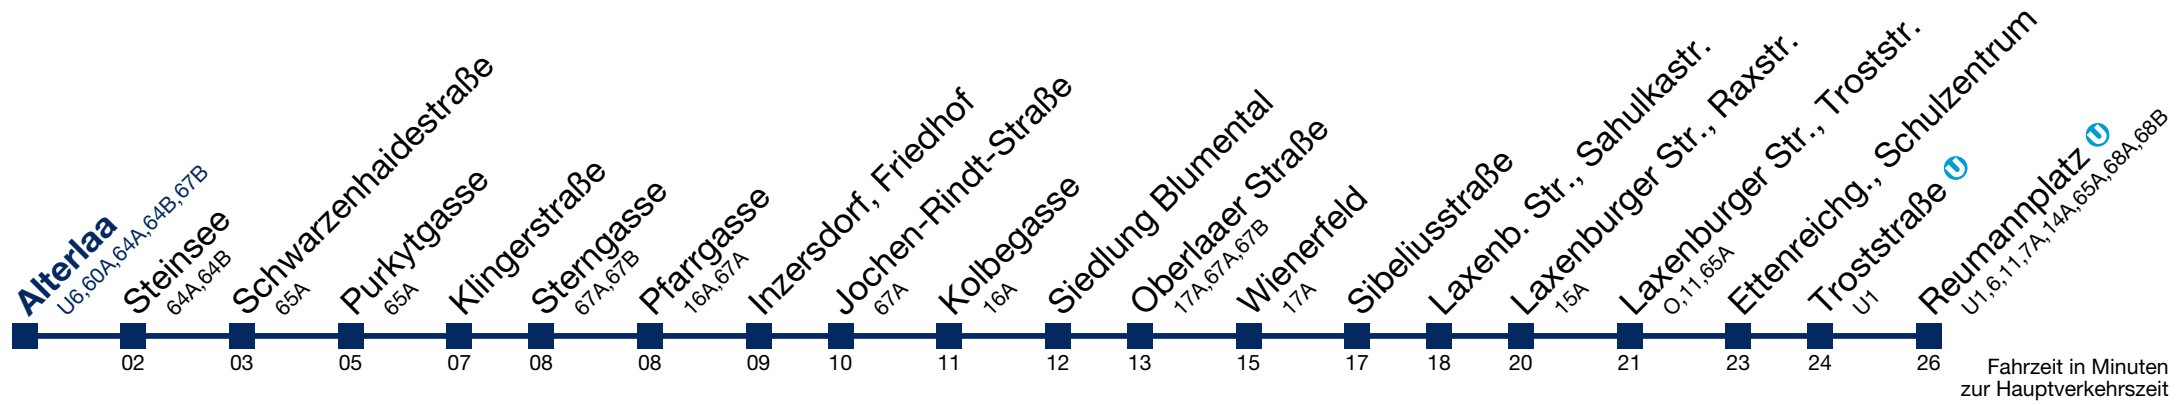 Alterlaa
U6,60A,64A,64B,67B
Steinsee
64A,64B
Schwarzenhaidestraße
65A
Purkytgasse
65A
Klingerstraße
Sterngasse
67A,67B
Pfarrgasse
16A,67A
Inzersdorf, Friedhof
Jochen-Rindt-Straße
67A
Kolbegasse
16A
Siedlung Blumental
Oberlaaer Straße
17A,67A,67B
Wienerfeld
17A
Sibeliusstraße
Laxenb. Str., Sahulkastr.
Laxenburger Str., Raxstr.
15A
Laxenburger Str., Troststr.
O,11,65A
Ettenreichg., Schulzentrum
Troststraße U
U1
Reumannplatz U
U1,6,11,7A,14A,65A,68A,68B
02 03 05 07 08 08 09 10 11 12 13 15 17 18 20 21 23 24 26
Fahrzeit in Minuten
zur Hauptverkehrszeit